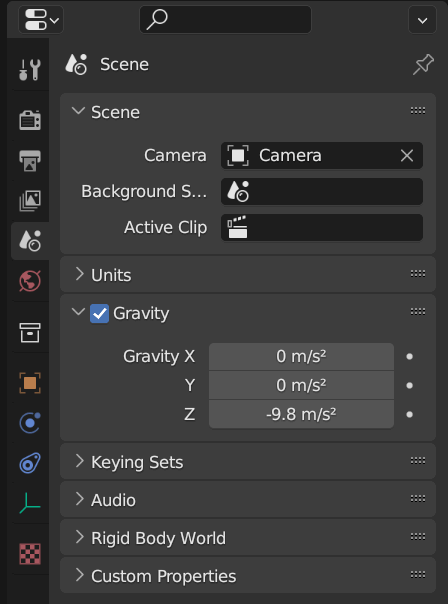 Scene
Scene
Camera Camera
Background S...
Active Clip
Units
Gravity
Gravity X 0 m/s²
Y 0 m/s²
Z -9.8 m/s²
Keying Sets
Audio
Rigid Body World
Custom Properties